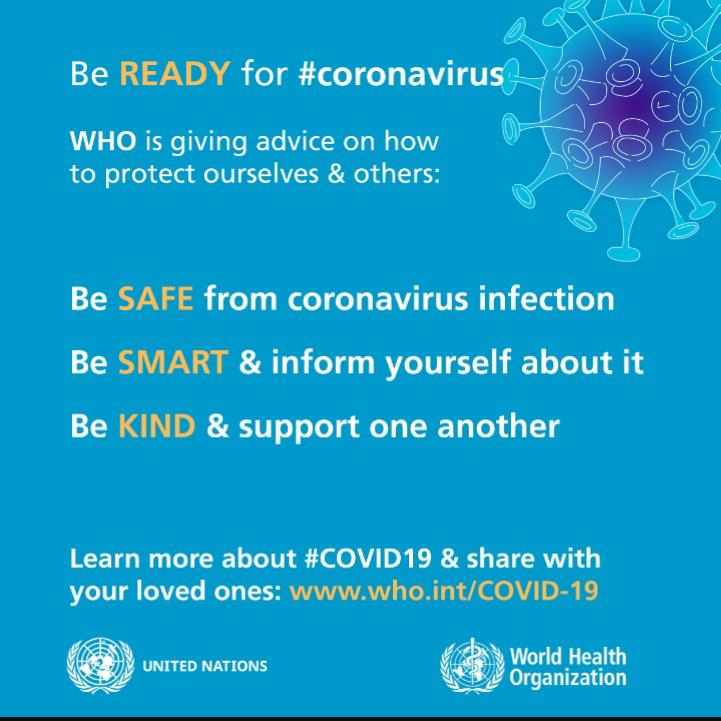 Be READY for #coronavirus
WHO is giving advice on how
to protect ourselves & others:
Be SAFE from coronavirus infection
Be SMART & inform yourself about it
Be KIND & support one another
Learn more about #COVID19 & share with
your loved ones: www.who.int/COVID-19
UNITED NATIONS
World Health
Organization